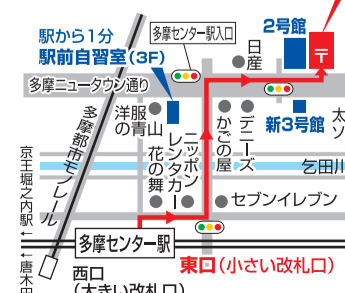 駅から1分
駅前自習室(3F)
多摩センター駅入口
2号館
〒
日産
多摩ニュータウン通り
新3号館
多摩都市モノレール
洋服の青山
花の舞
ニッポンレンタカー
かごの屋
デニーズ
乞田川
セブンイレブン
京王堀之内駅←
←唐木田
多摩センター駅
東口(小さい改札口)
西口
(大きい改札口)